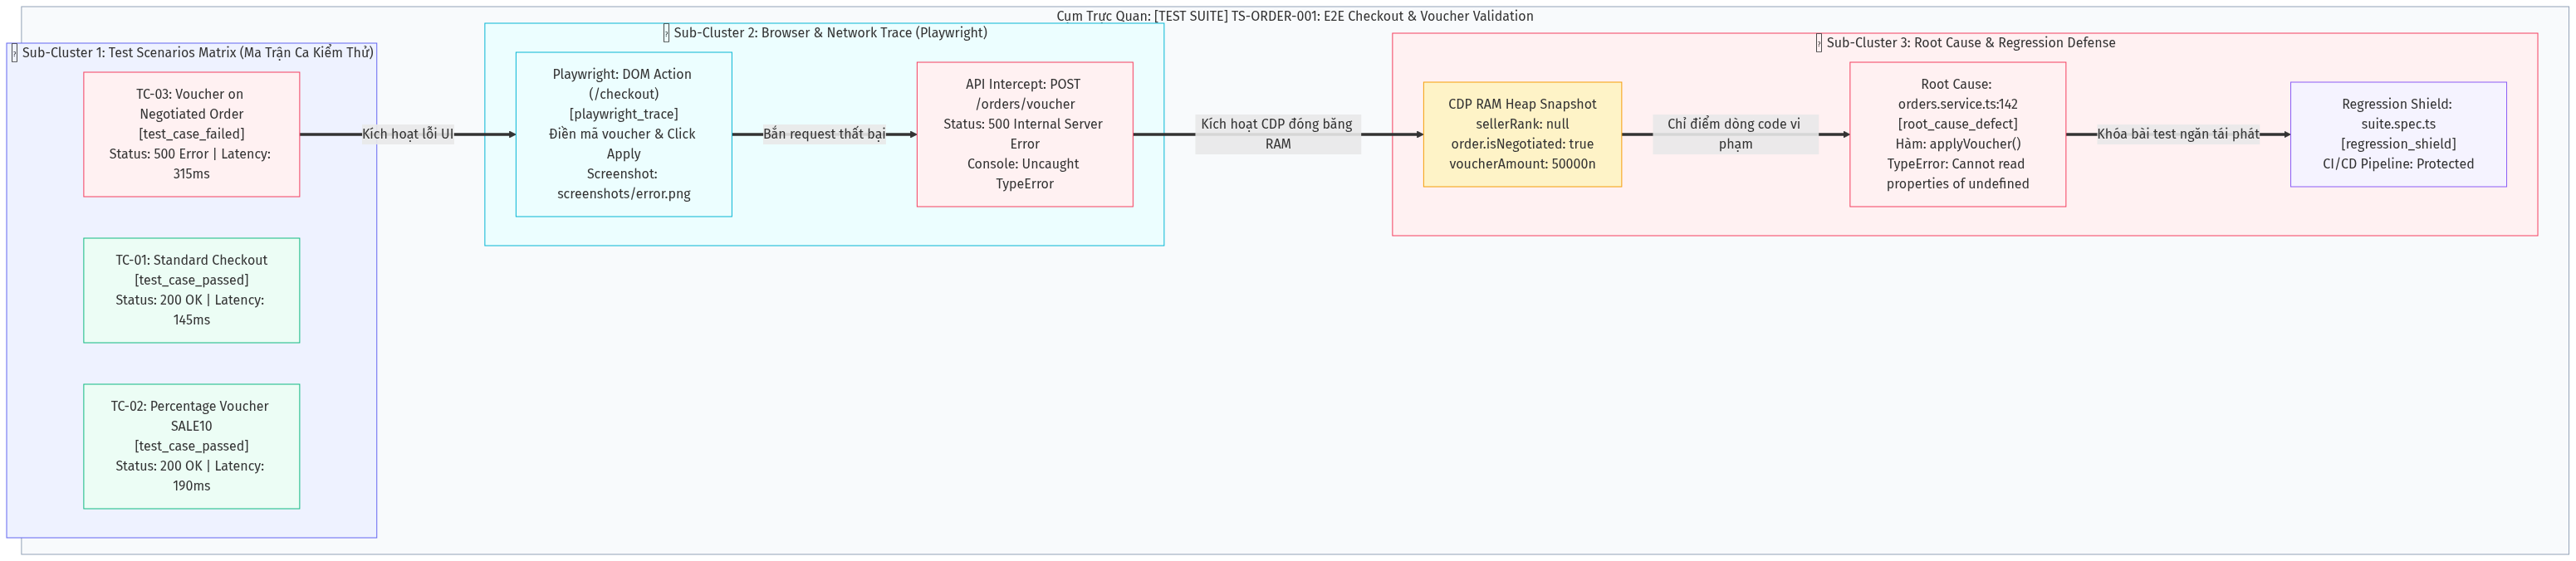 Cụm Trực Quan: [TEST SUITE] TS-ORDER-001: E2E Checkout & Voucher Validation
Sub-Cluster 1: Test Scenarios Matrix (Ma Trận Ca Kiểm Thử)
TC-03: Voucher on
Negotiated Order
[test_case_failed]
Status: 500 Error | Latency:
315ms
TC-01: Standard Checkout
[test_case_passed]
Status: 200 OK | Latency:
145ms
TC-02: Percentage Voucher
SALE10
[test_case_passed]
Status: 200 OK | Latency:
190ms
Kích hoạt lỗi UI
Sub-Cluster 2: Browser & Network Trace (Playwright)
Playwright: DOM Action
(/checkout)
[playwright_trace]
Điền mã voucher & Click
Apply
Screenshot:
screenshots/error.png
Bắn request thất bại
API Intercept: POST
/orders/voucher
Status: 500 Internal Server
Error
Console: Uncaught
TypeError
Kích hoạt CDP đóng băng
RAM
Sub-Cluster 3: Root Cause & Regression Defense
CDP RAM Heap Snapshot
sellerRank: null
order.isNegotiated: true
voucherAmount: 50000n
Chỉ điểm dòng code vi
phạm
Root Cause:
orders.service.ts:142
[root_cause_defect]
Hàm: applyVoucher()
TypeError: Cannot read
properties of undefined
Khóa bài test ngăn tái phát
Regression Shield:
suite.spec.ts
[regression_shield]
CI/CD Pipeline: Protected